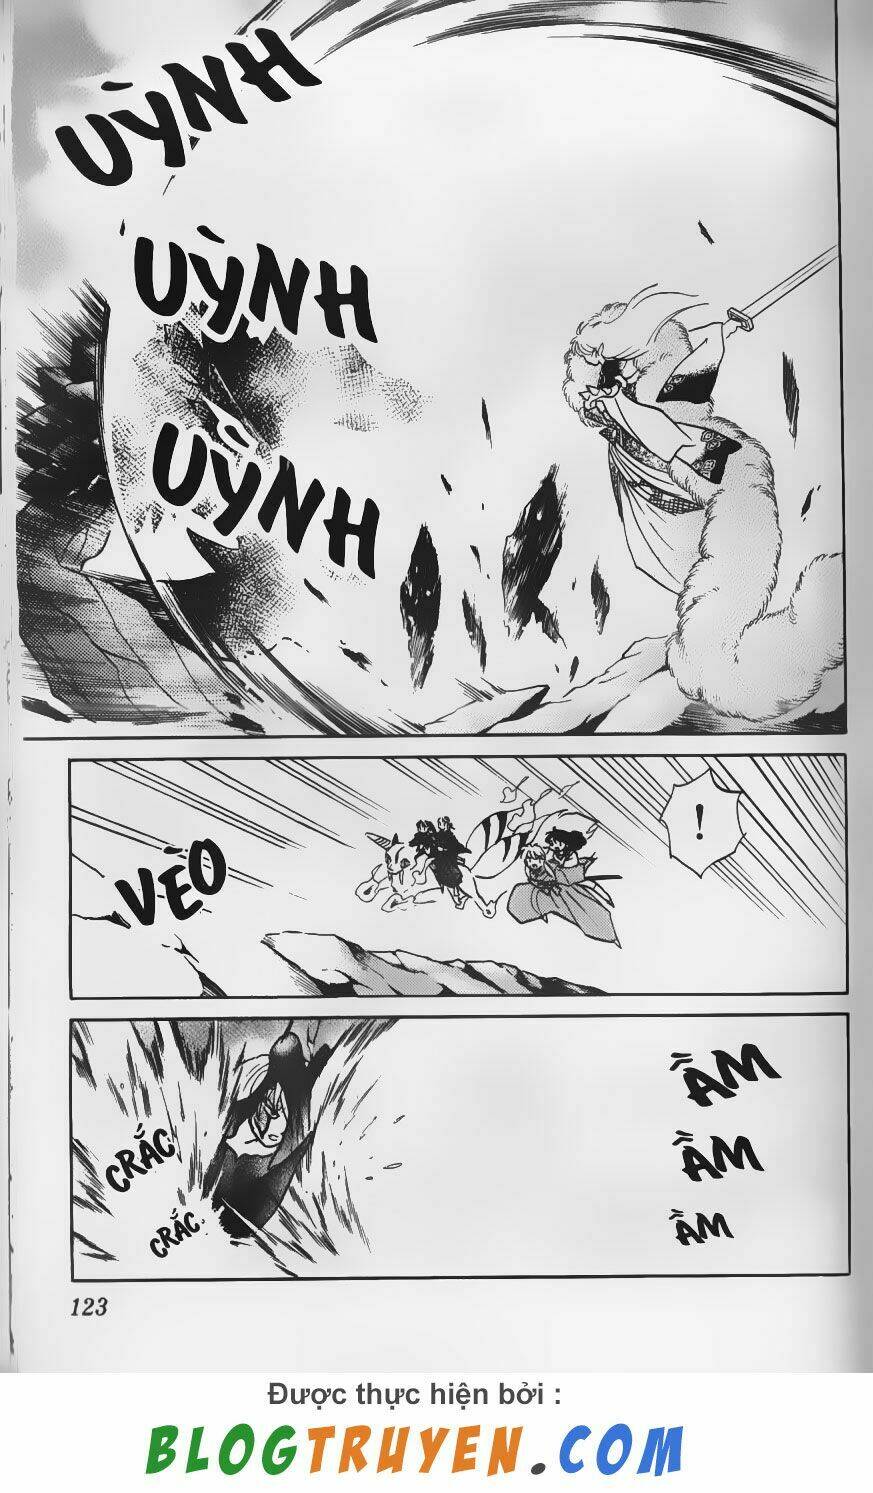 UỲNH
UỲNH
UỲNH
!
VÈO
CRẮC
CRẮC
ẦM
ẦM
ẦM
123
Được thực hiện bởi :
BLOGTRUYEN.COM